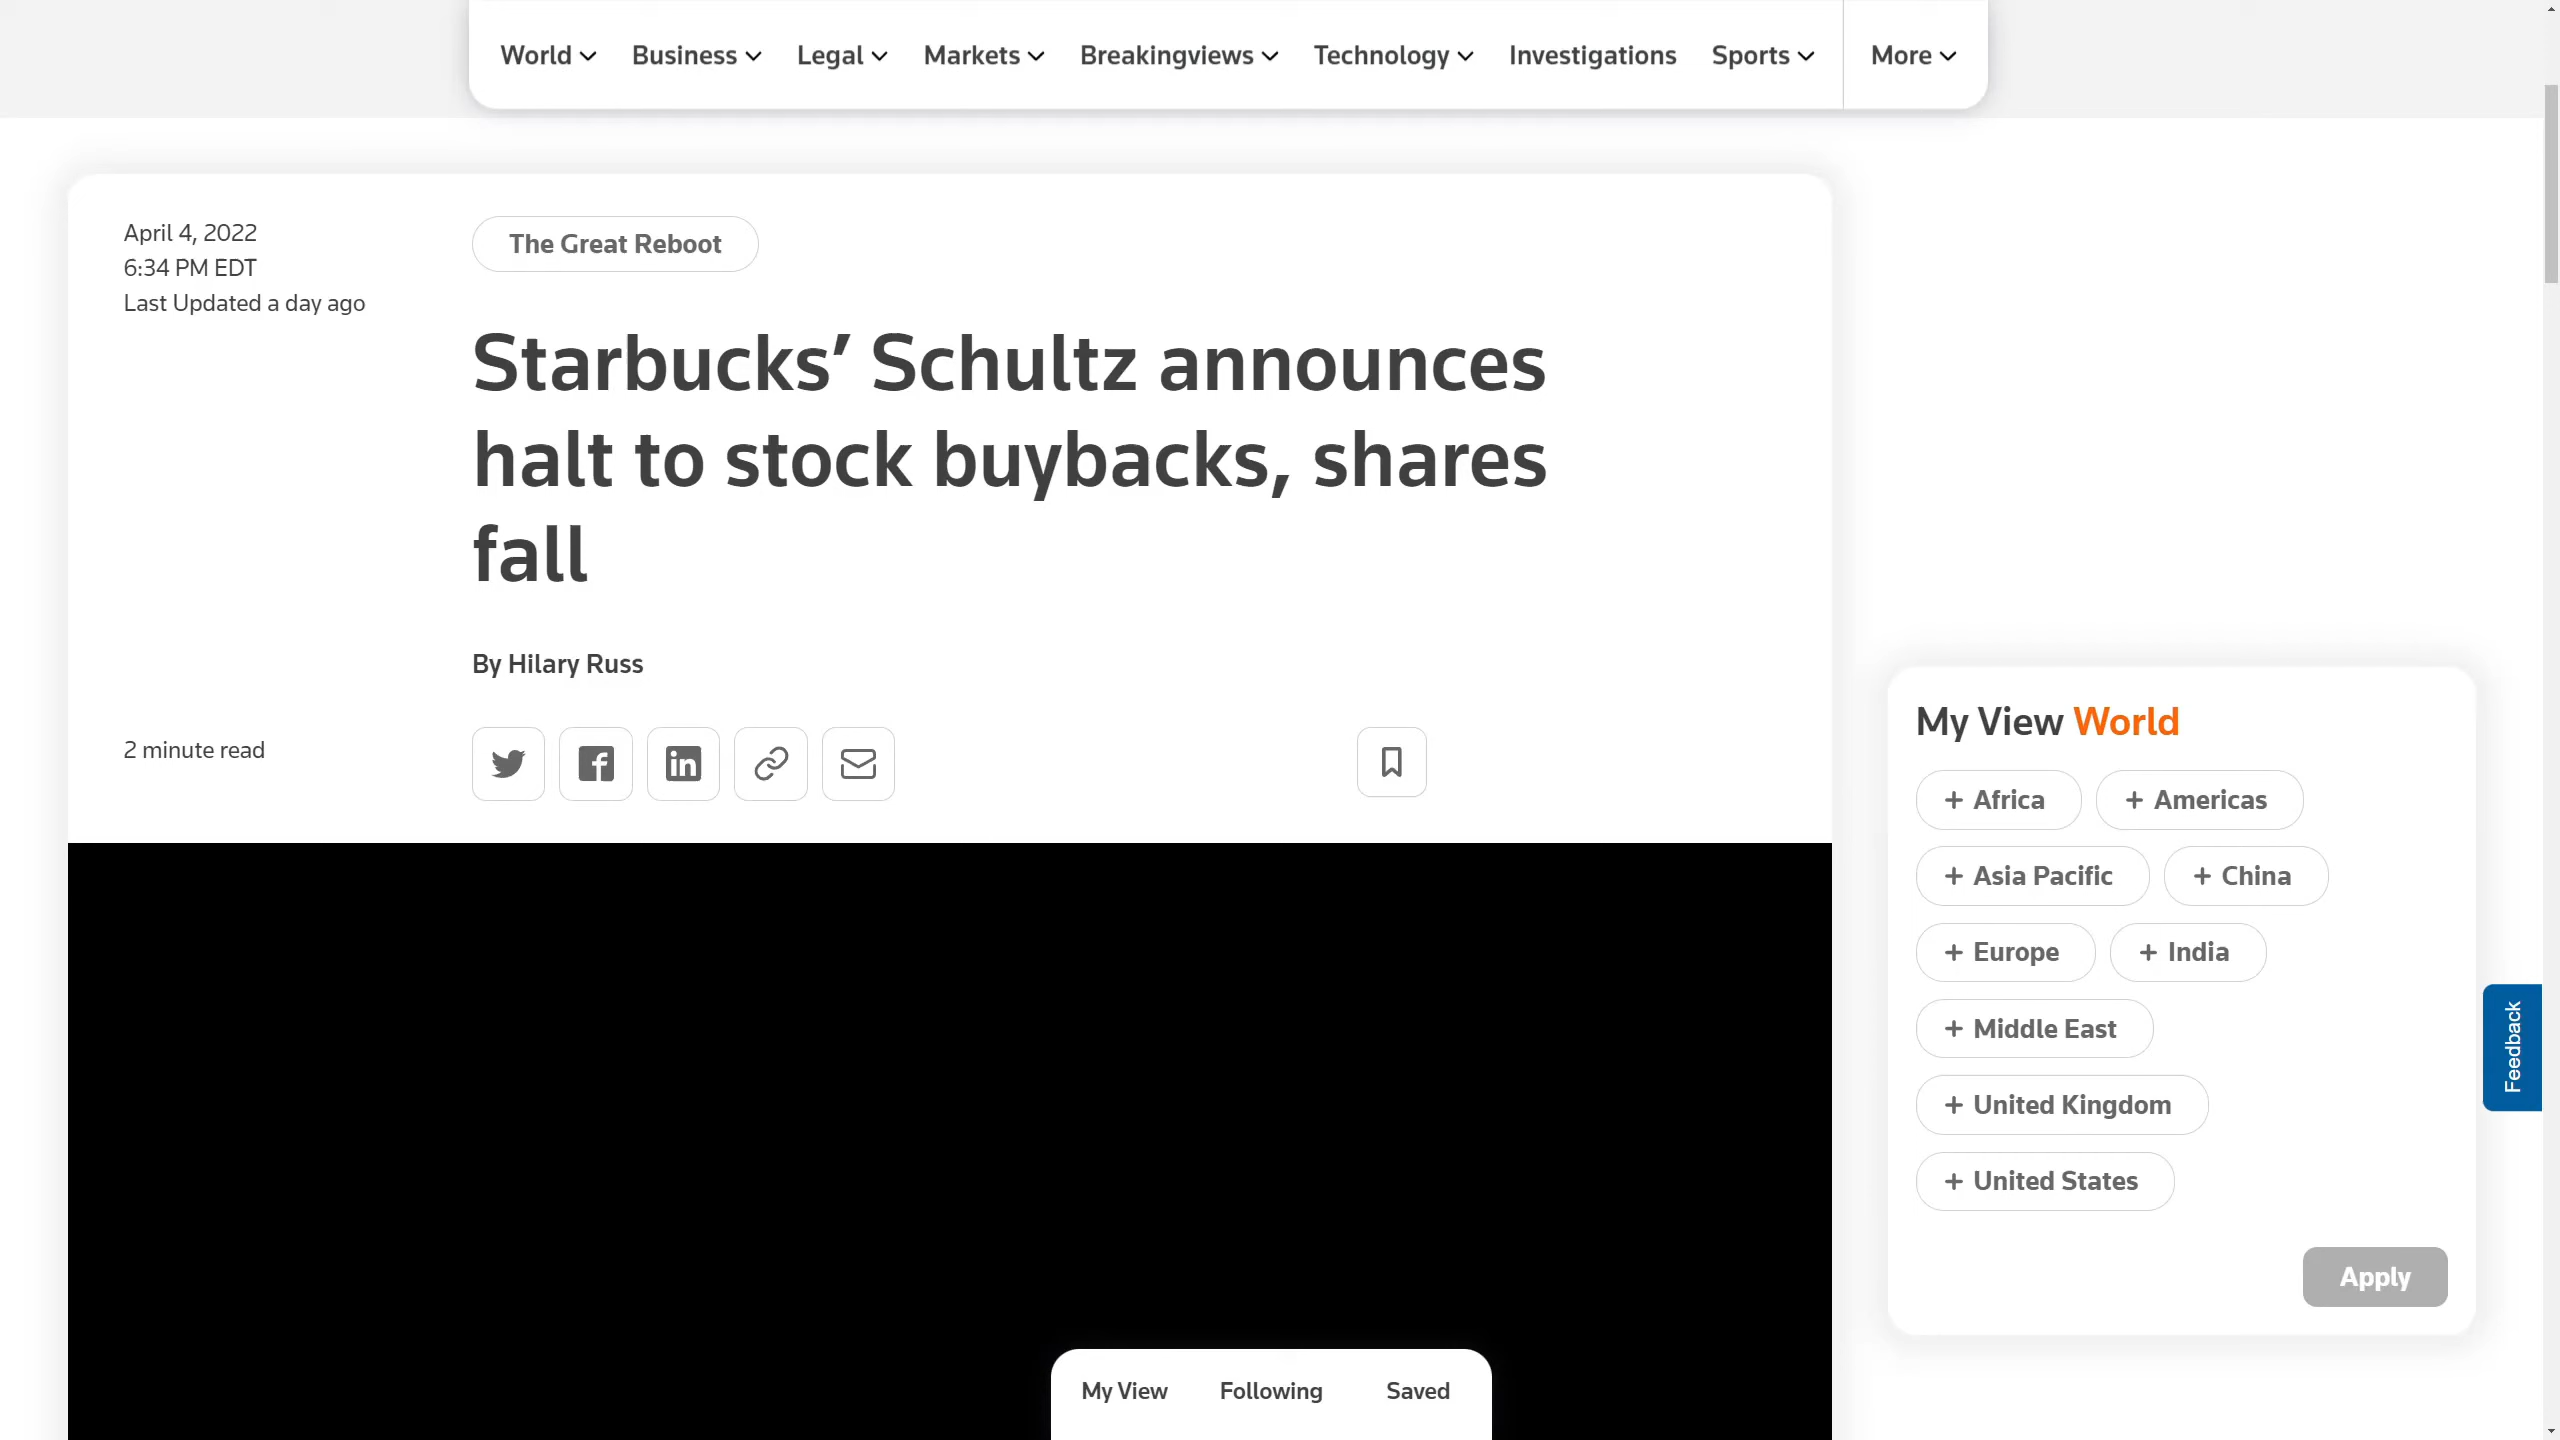 World Business Legal Markets Breakingviews Technology Investigations Sports More
April 4, 2022
6:34 PM EDT
Last Updated a day ago
The Great Reboot
Starbucks’ Schultz announces
halt to stock buybacks, shares
fall
By Hilary Russ
2 minute read
My View World
+ Africa + Americas
+ Asia Pacific + China
+ Europe + India
+ Middle East
+ United Kingdom
+ United States
Apply
Feedback
My View Following Saved